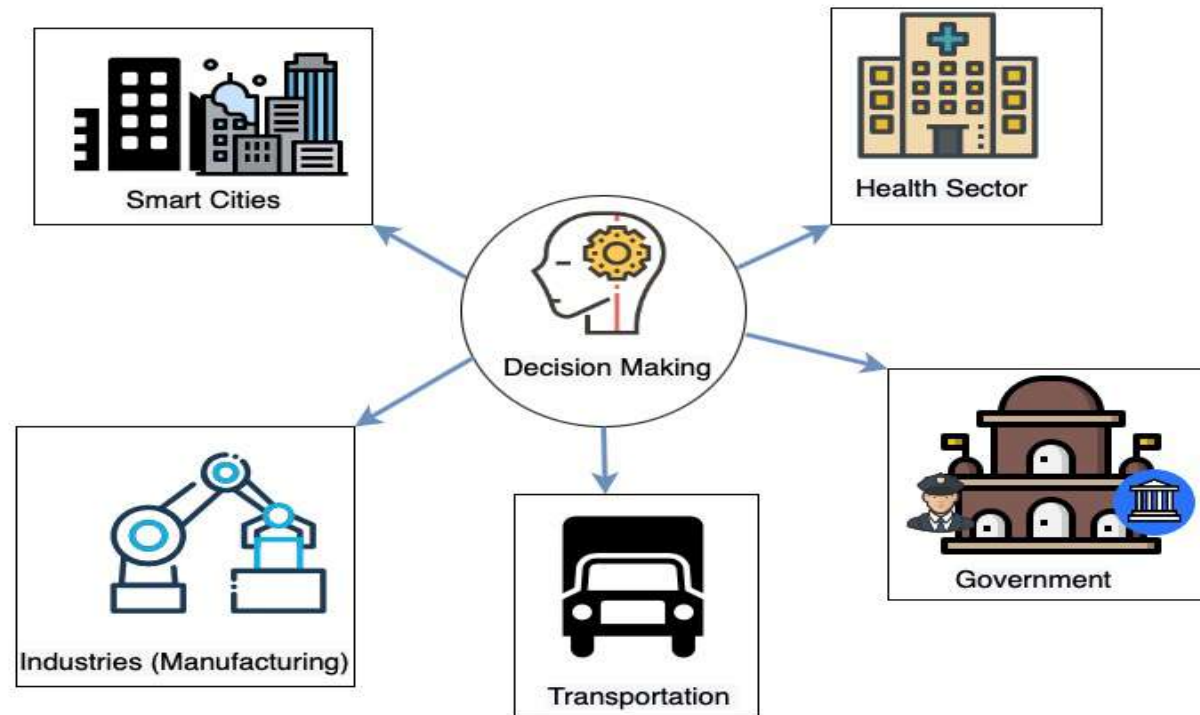 Smart Cities
Health Sector
Decision Making
Government
Industries (Manufacturing)
Transportation